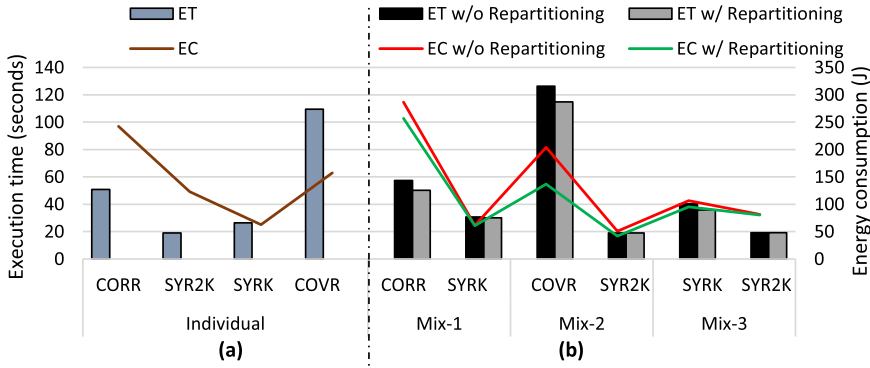 ET
ET w/o Repartitioning
ET w/ Repartitioning
EC
EC w/o Repartitioning
EC w/ Repartitioning
Execution time (seconds)
140
120
100
80
60
40
20
0
350
300
250
200
150
100
50
0
Energy consumption (J)
CORR SYR2K SYRK COVR
CORR SYRK COVR SYR2K SYRK SYR2K
Individual
Mix-1 Mix-2 Mix-3
(a)
(b)